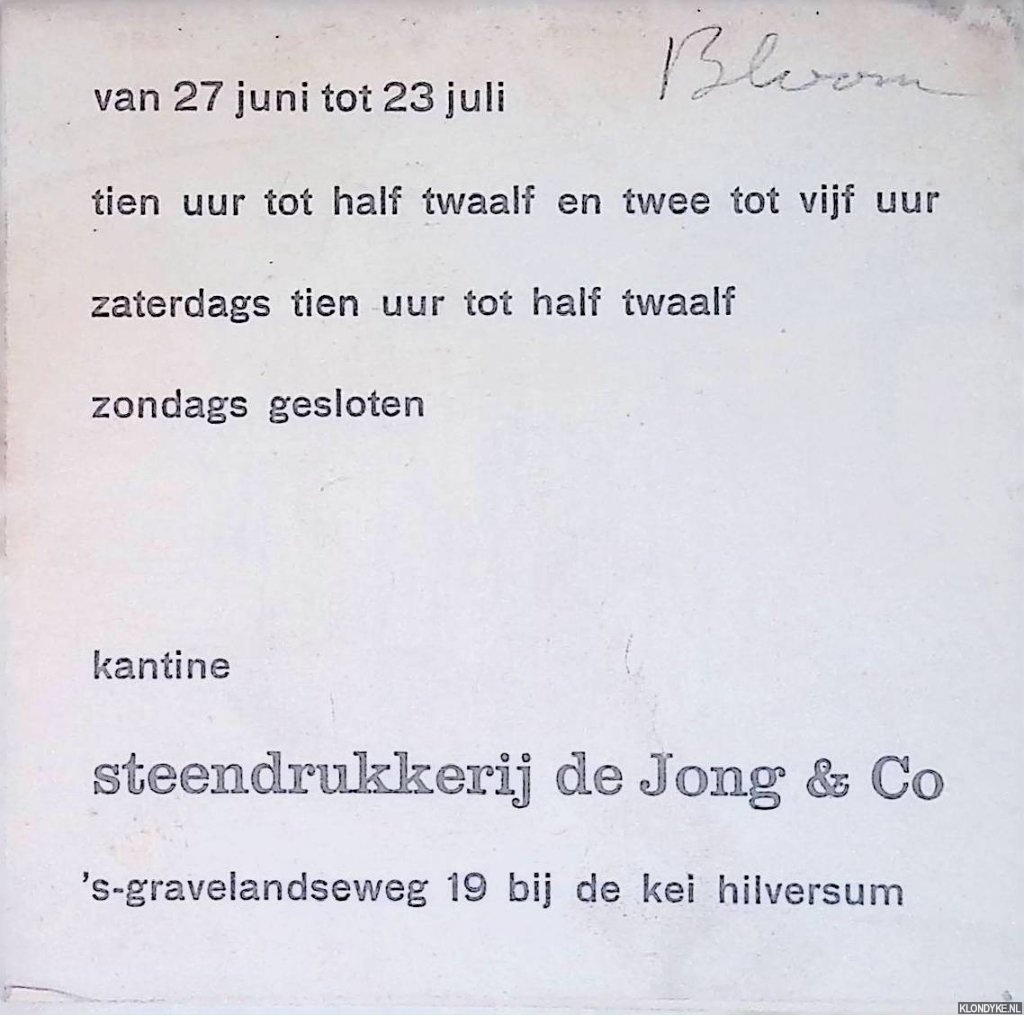 Bloom
van 27 juni tot 23 juli
tien uur tot half twaalf en twee tot vijf uur
zaterdags tien uur tot half twaalf
zondags gesloten
kantine
steendrukkerij de Jong & Co
's-gravelandseweg 19 bij de kei hilversum
KLONDYKE.NL